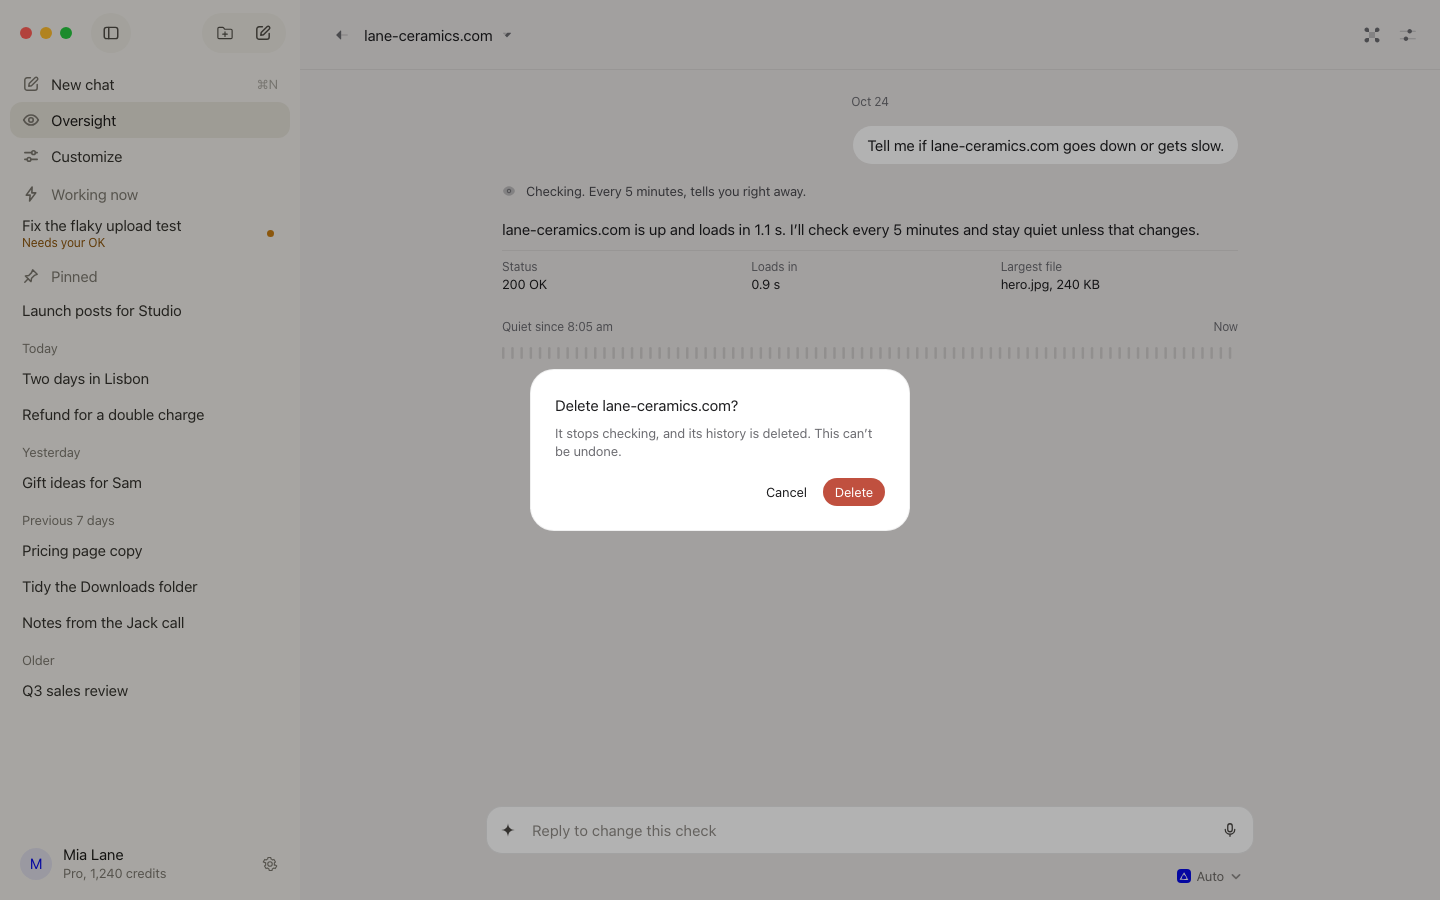 New chat
⌘N
Oversight
Customize
Working now
Fix the flaky upload test
Needs your OK
Pinned
Launch posts for Studio
Today
Two days in Lisbon
Refund for a double charge
Yesterday
Gift ideas for Sam
Previous 7 days
Pricing page copy
Tidy the Downloads folder
Notes from the Jack call
Older
Q3 sales review
M
Mia Lane
Pro, 1,240 credits
lane-ceramics.com
Oct 24
Tell me if lane-ceramics.com goes down or gets slow.
Checking. Every 5 minutes, tells you right away.
lane-ceramics.com is up and loads in 1.1 s. I’ll check every 5 minutes and stay quiet unless that changes.
Status
200 OK
Loads in
0.9 s
Largest file
hero.jpg, 240 KB
Quiet since 8:05 am
Now
Delete lane-ceramics.com?
It stops checking, and its history is deleted. This can’t
be undone.
Cancel
Delete
Reply to change this check
Auto